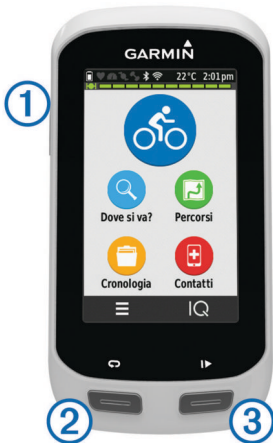 GARMIN
22°C 2:01pm
1
Dove si va? Percorsi
Cronologia Contatti
IQ
2 3